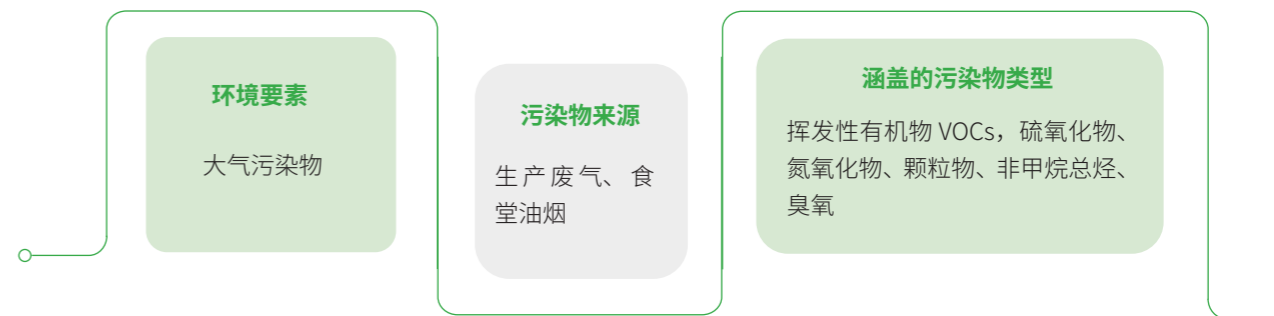 环境要素
大气污染物
污染物来源
生产废气、食
堂油烟
涵盖的污染物类型
挥发性有机物 VOCs，硫氧化物、
氮氧化物、颗粒物、非甲烷总烃、
臭氧